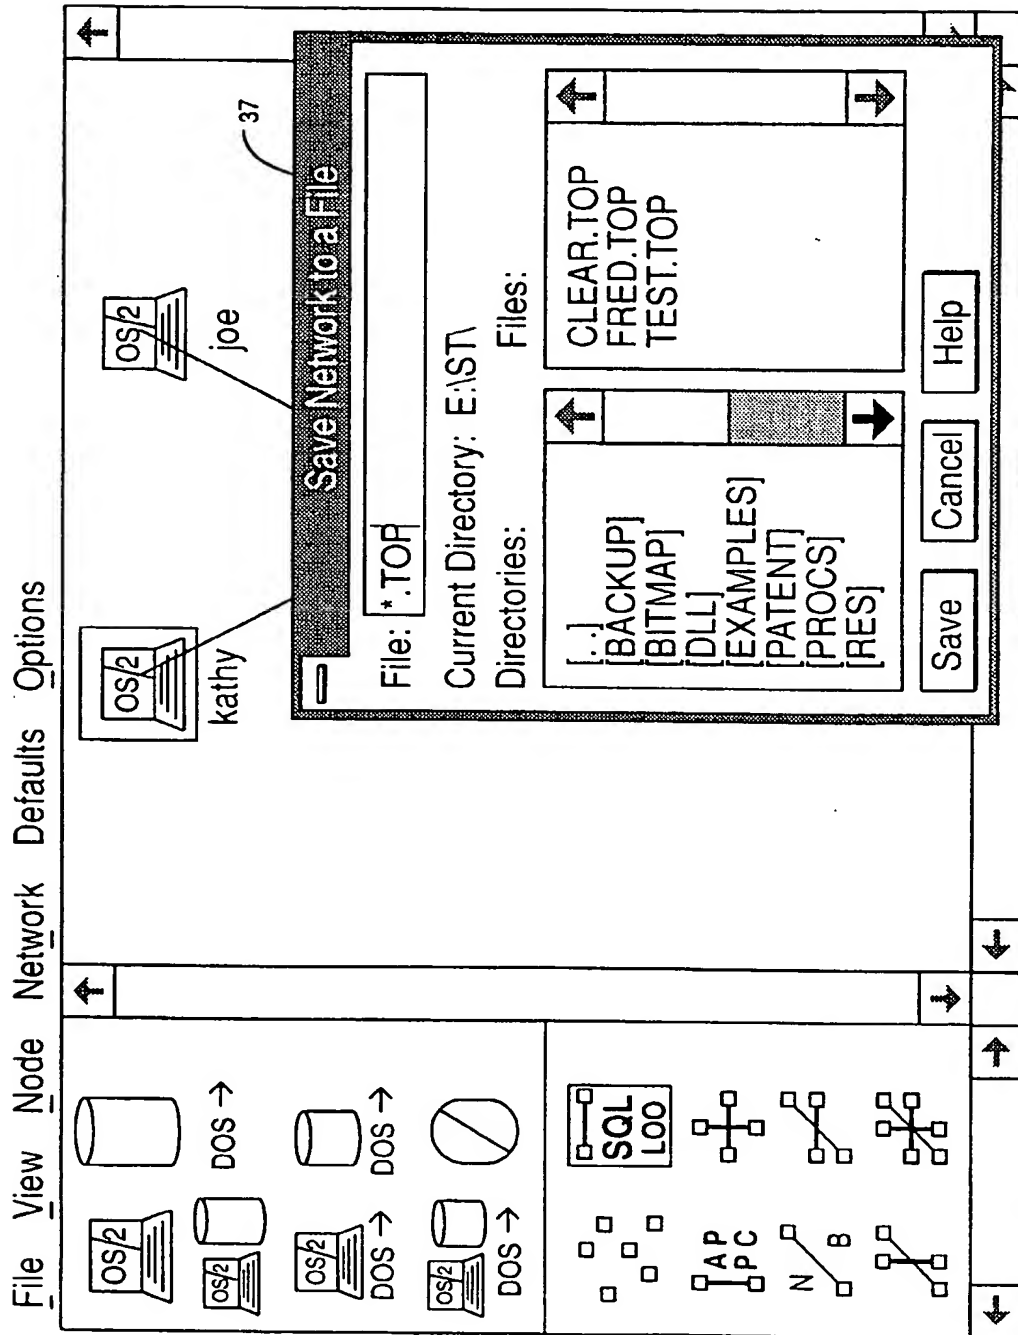 File View Node Network Defaults Options
OS/2
OS/2
DOS →
OS/2
DOS →
DOS →
OS/2
DOS →
SQL
LOO
A P
P C
N
B
OS/2
kathy
OS/2
joe
37
Save Network to a File
File: *.TOP
Current Directory: E:\ST\
Directories:
[..]
[BACKUP]
[BITMAP]
[DLL]
[EXAMPLES]
[PATENT]
[PROCS]
[RES]
Files:
CLEAR.TOP
FRED.TOP
TEST.TOP
Save Cancel Help